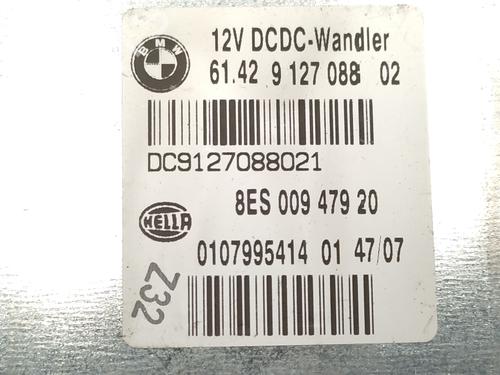 BMW
12V DCDC-Wandler
61.42 9 127 088 02
DC9127088021
HELLA
8ES 009 479 20
0107995414 01 47/07
Z32